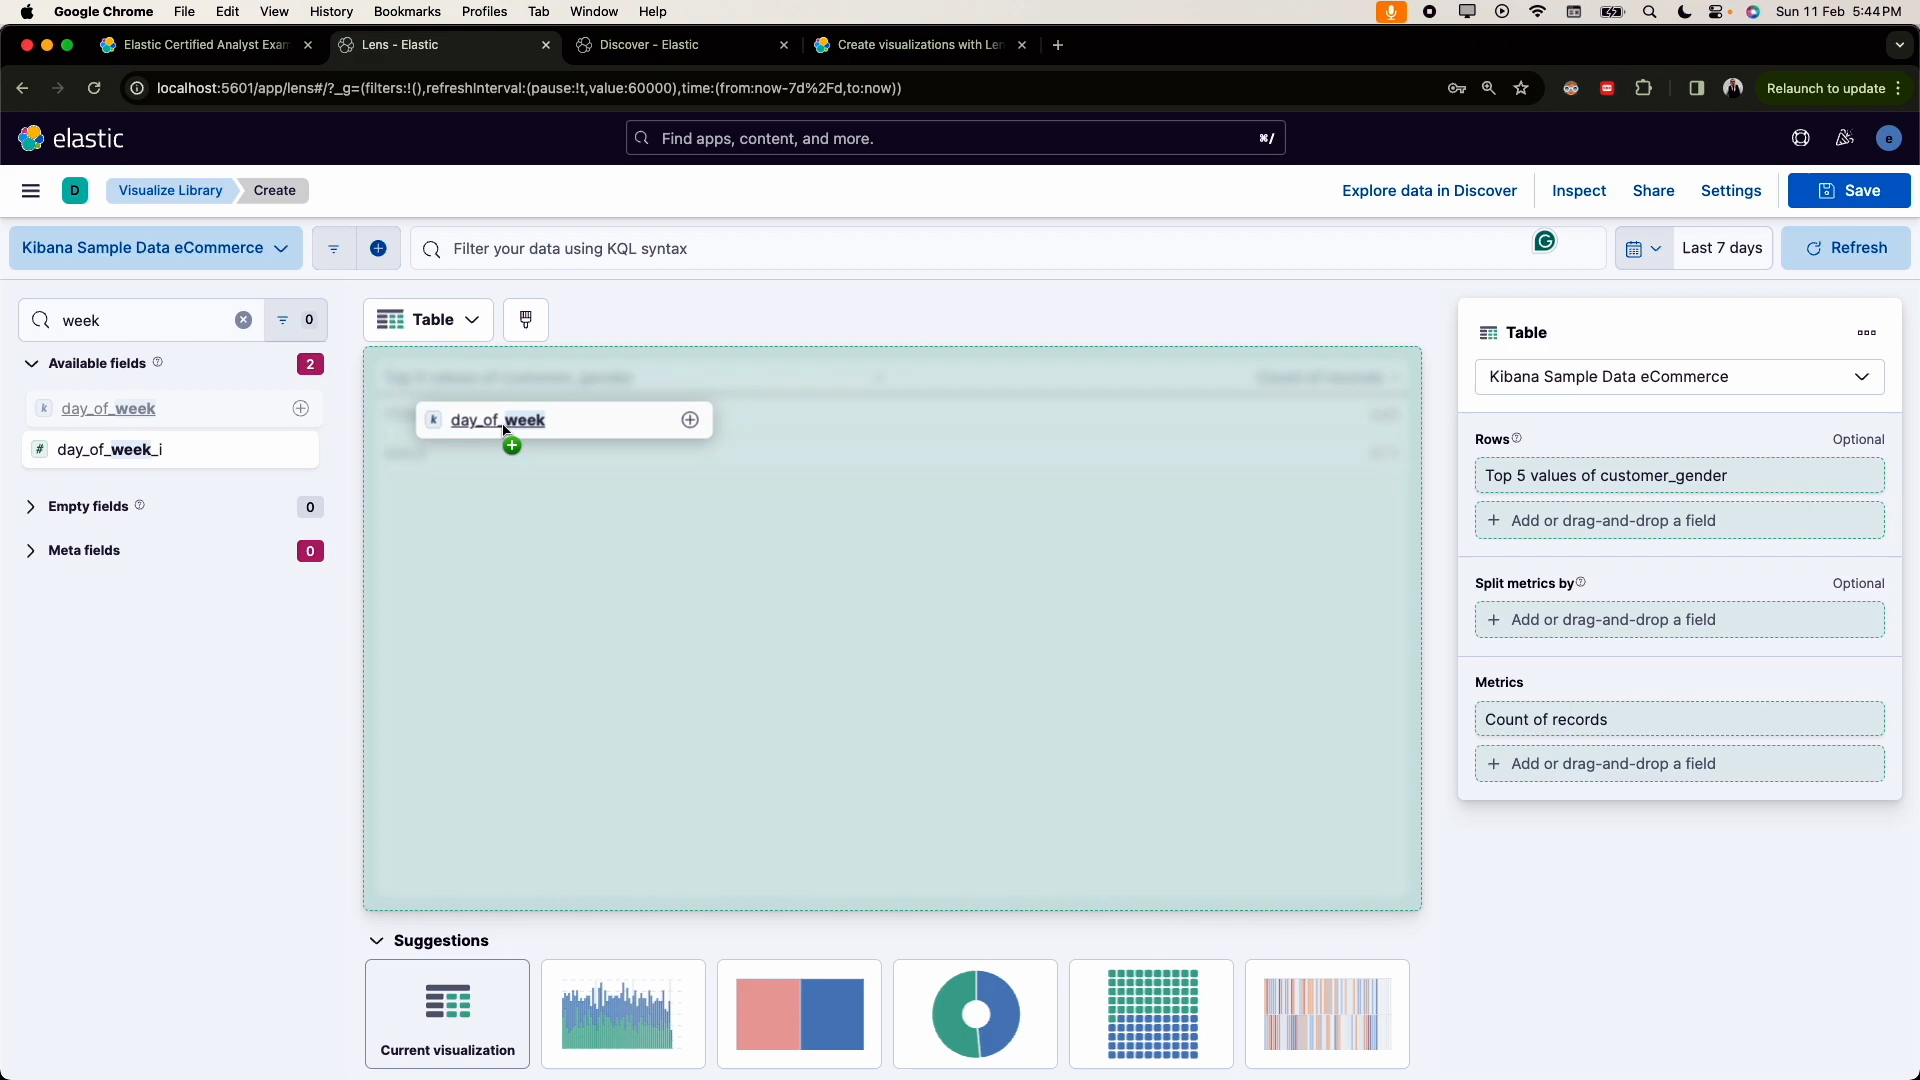 Google Chrome File Edit View History Bookmarks Profiles Tab Window Help Sun 11 Feb 5:44 PM
Elastic Certified Analyst Exam Lens - Elastic Discover - Elastic Create visualizations with Len
localhost:5601/app/lens#/?_g=(filters:!(),refreshInterval:(pause:!t,value:60000),time:(from:now-7d%2Fd,to:now)) Relaunch to update
elastic Find apps, content, and more. ⌘/ e
D Visualize Library Create Explore data in Discover Inspect Share Settings Save
Kibana Sample Data eCommerce Filter your data using KQL syntax Last 7 days Refresh
week 0 Table
Available fields 2
k day_of_week
# day_of_week_i
Empty fields 0
Meta fields 0
k day_of_week
Table
Kibana Sample Data eCommerce
Rows Optional
Top 5 values of customer_gender
+ Add or drag-and-drop a field
Split metrics by Optional
+ Add or drag-and-drop a field
Metrics
Count of records
+ Add or drag-and-drop a field
Suggestions
Current visualization